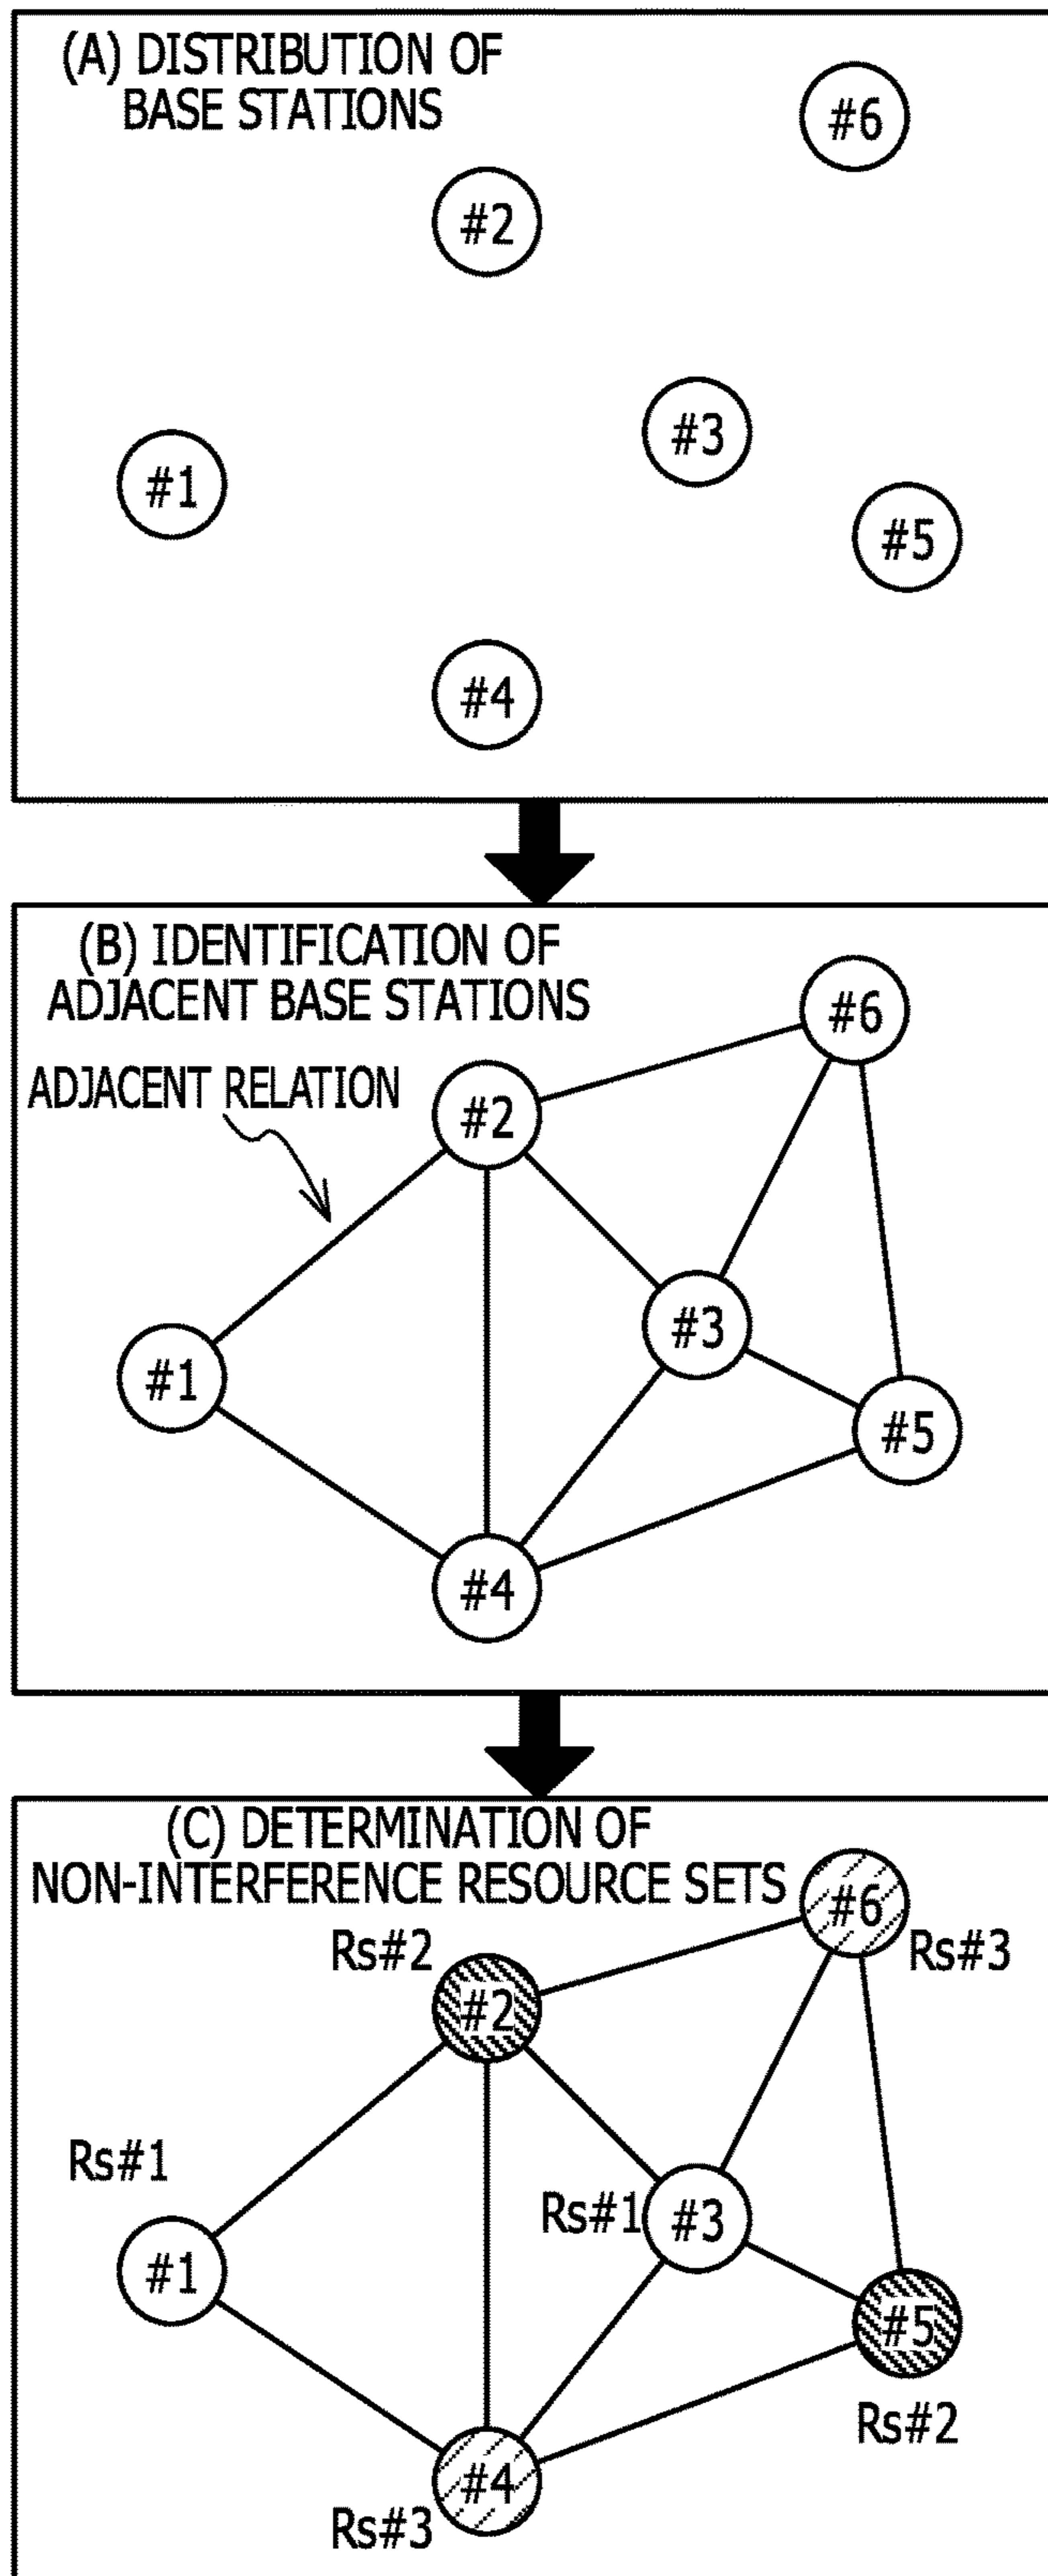 (A) DISTRIBUTION OF
BASE STATIONS
#6
#2
#3
#1
#5
#4
(B) IDENTIFICATION OF
ADJACENT BASE STATIONS
#6
ADJACENT RELATION
#2
#3
#1
#5
#4
(C) DETERMINATION OF
NON-INTERFERENCE RESOURCE SETS
#6
Rs#2
Rs#3
#2
Rs#1
Rs#1
#3
#1
#5
Rs#2
#4
Rs#3